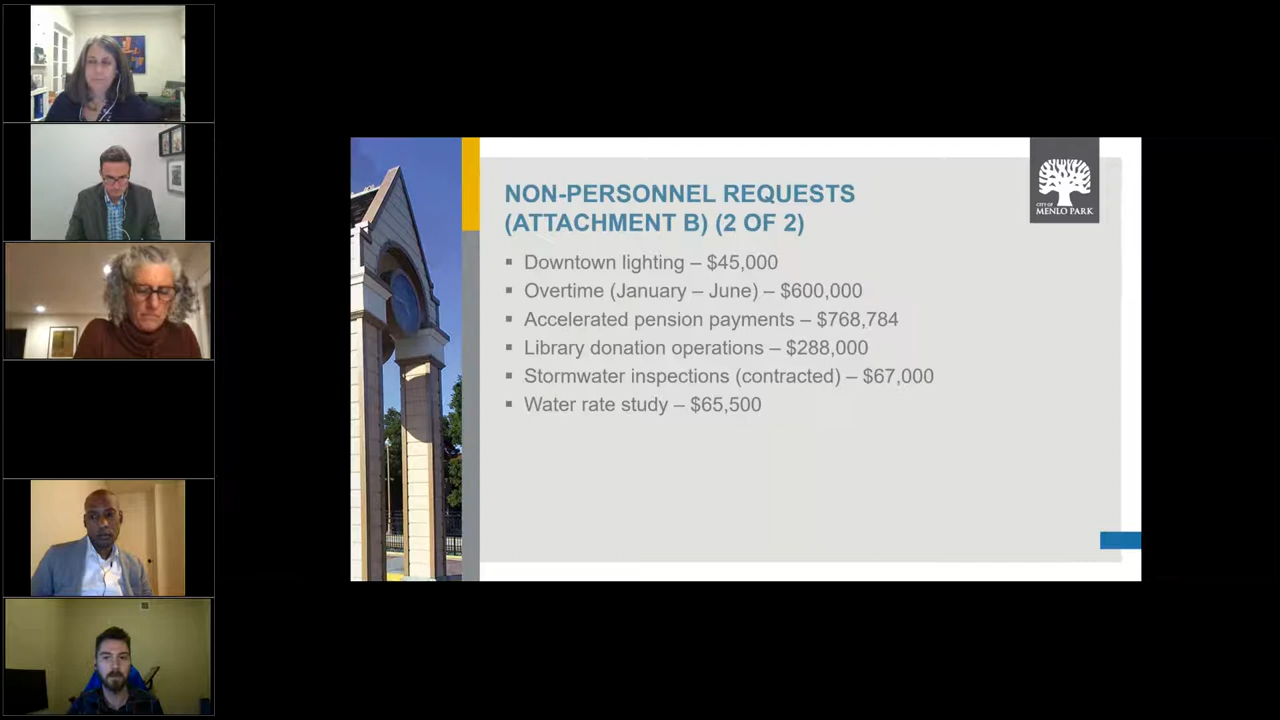 NON-PERSONNEL REQUESTS
(ATTACHMENT B) (2 OF 2)
CITY OF
MENLO PARK
▪ Downtown lighting – $45,000
▪ Overtime (January – June) – $600,000
▪ Accelerated pension payments – $768,784
▪ Library donation operations – $288,000
▪ Stormwater inspections (contracted) – $67,000
▪ Water rate study – $65,500